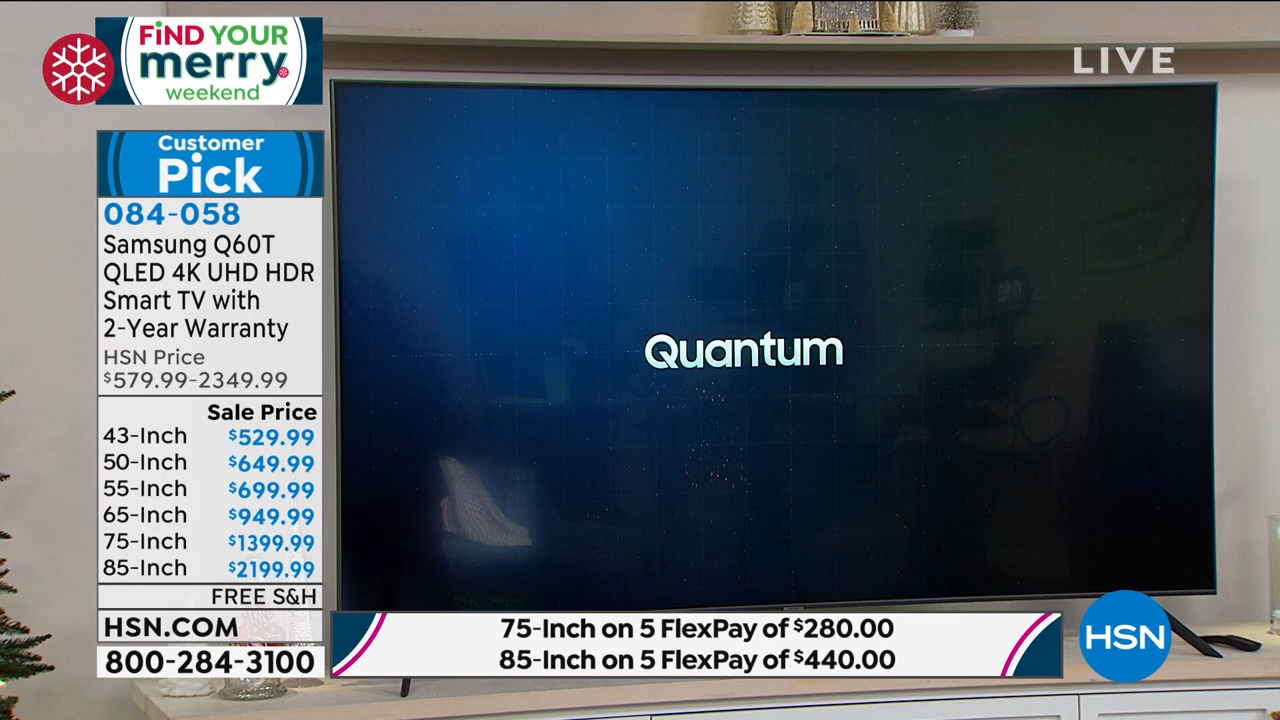 FiND YOUR
merry
weekend
LIVE
Customer
Pick
084-058
Samsung Q60T
QLED 4K UHD HDR
Smart TV with
2-Year Warranty
HSN Price
$579.99-2349.99
Sale Price
43-Inch $529.99
50-Inch $649.99
55-Inch $699.99
65-Inch $949.99
75-Inch $1399.99
85-Inch $2199.99
FREE S&H
HSN.COM
800-284-3100
Quantum
75-Inch on 5 FlexPay of $280.00
85-Inch on 5 FlexPay of $440.00
HSN